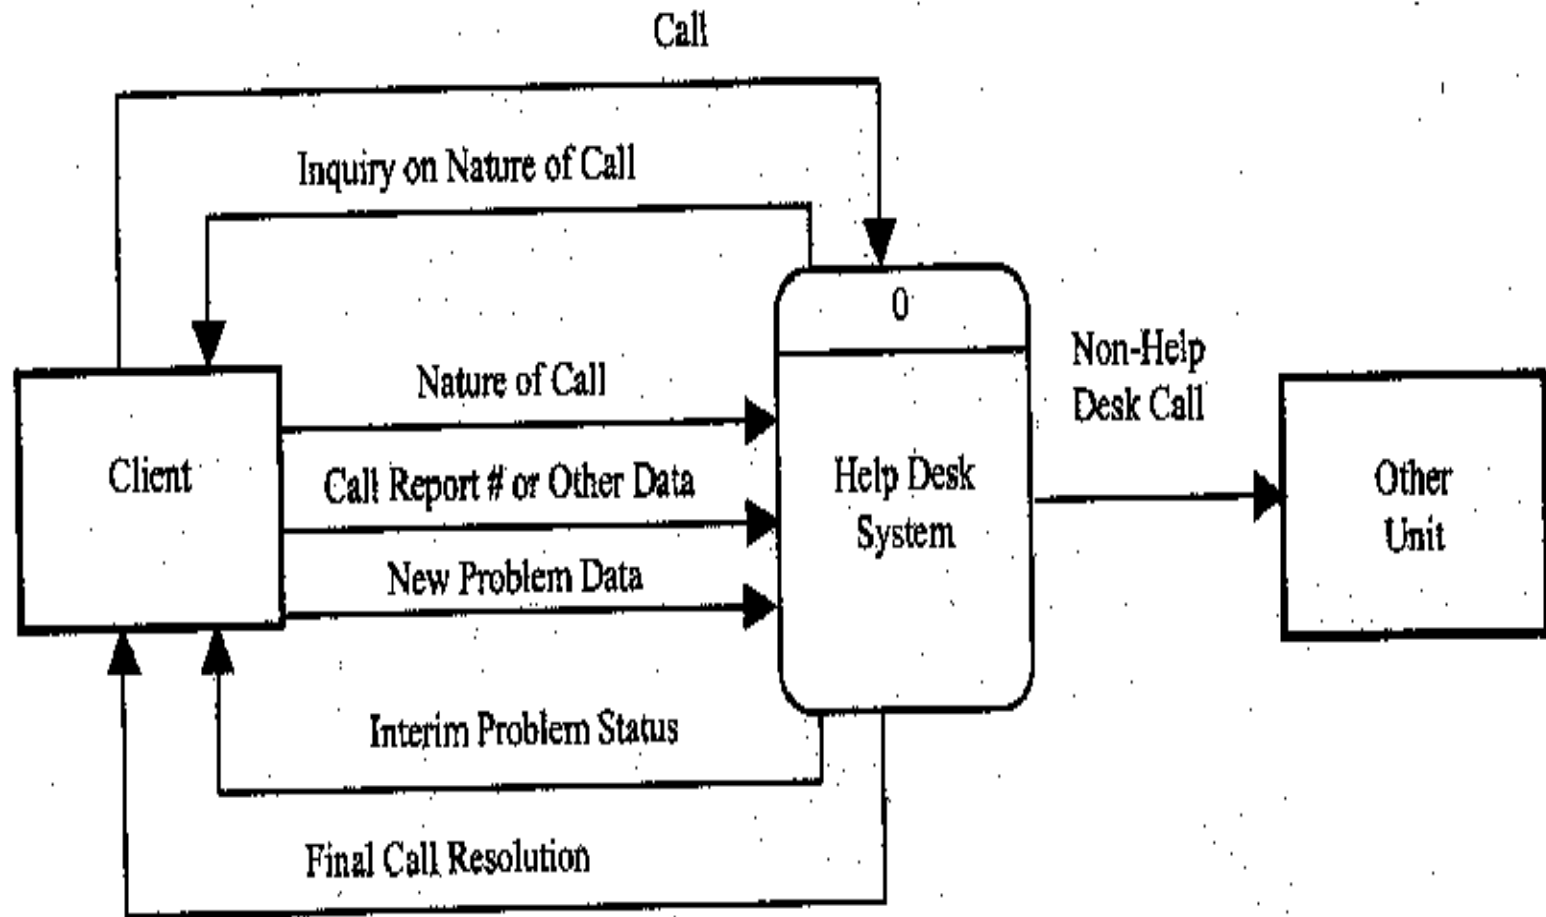 Call
Inquiry on Nature of Call
0
Non-Help
Desk Call
Nature of Call
Client
Call Report # or Other Data
Help Desk
System
Other
Unit
New Problem Data
Interim Problem Status
Final Call Resolution